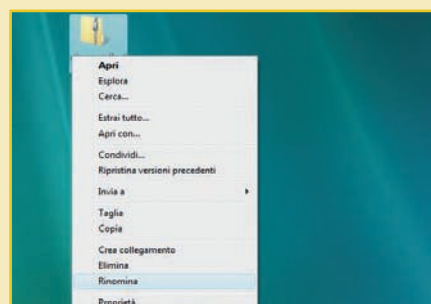 Apri
Esplora
Cerca...
Estrai tutto...
Apri con...
Condividi...
Ripristina versioni precedenti
Invia a
Taglia
Copia
Crea collegamento
Elimina
Rinomina
Proprietà